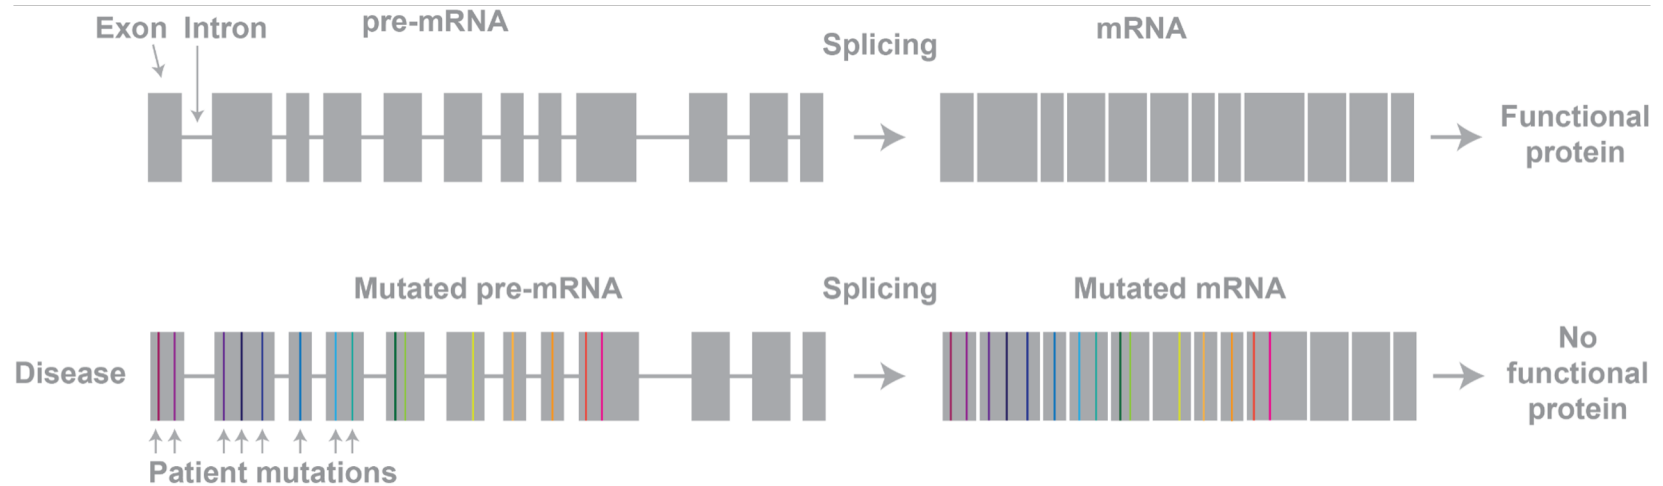 Exon Intron
pre-mRNA
Splicing
mRNA
Functional
protein
Mutated pre-mRNA
Splicing
Mutated mRNA
Disease
No
functional
protein
Patient mutations